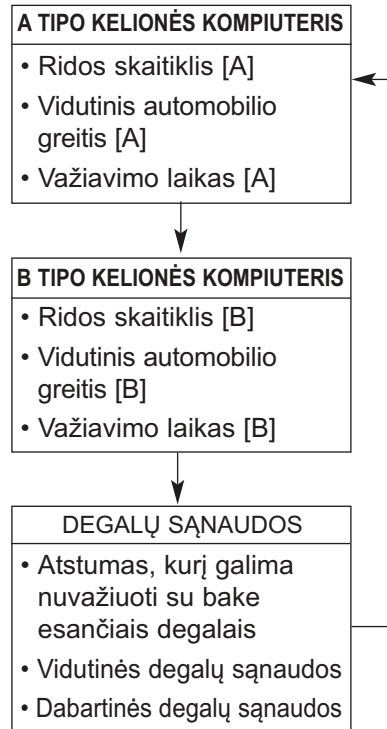 A TIPO KELIONĖS KOMPIUTERIS
• Ridos skaitiklis [A]
• Vidutinis automobilio
greitis [A]
• Važiavimo laikas [A]
B TIPO KELIONĖS KOMPIUTERIS
• Ridos skaitiklis [B]
• Vidutinis automobilio
greitis [B]
• Važiavimo laikas [B]
DEGALŲ SĄNAUDOS
• Atstumas, kurį galima
nuvažiuoti su bake
esančiais degalais
• Vidutinės degalų sąnaudos
• Dabartinės degalų sąnaudos